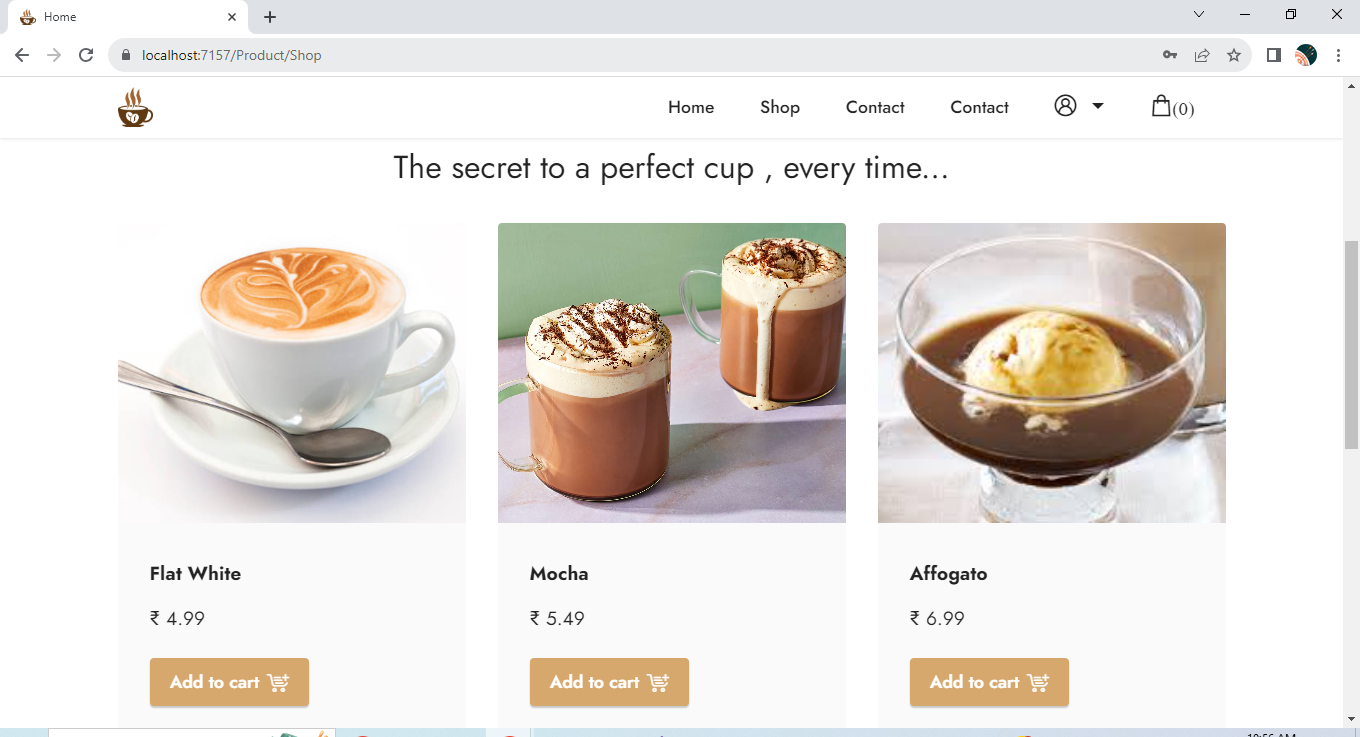 Home
localhost:7157/Product/Shop
Home Shop Contact Contact (0)
The secret to a perfect cup , every time...
Flat White Mocha Affogato
₹ 4.99 ₹ 5.49 ₹ 6.99
Add to cart Add to cart Add to cart